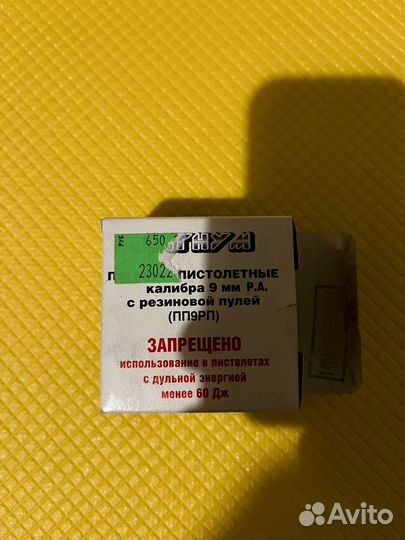 650
23022
ПИСТОЛЕТНЫЕ
калибра 9 мм Р.А.
с резиновой пулей
(ПП9РП)
ЗАПРЕЩЕНО
использование в пистолетах
с дульной энергией
менее 60 Дж
Avito